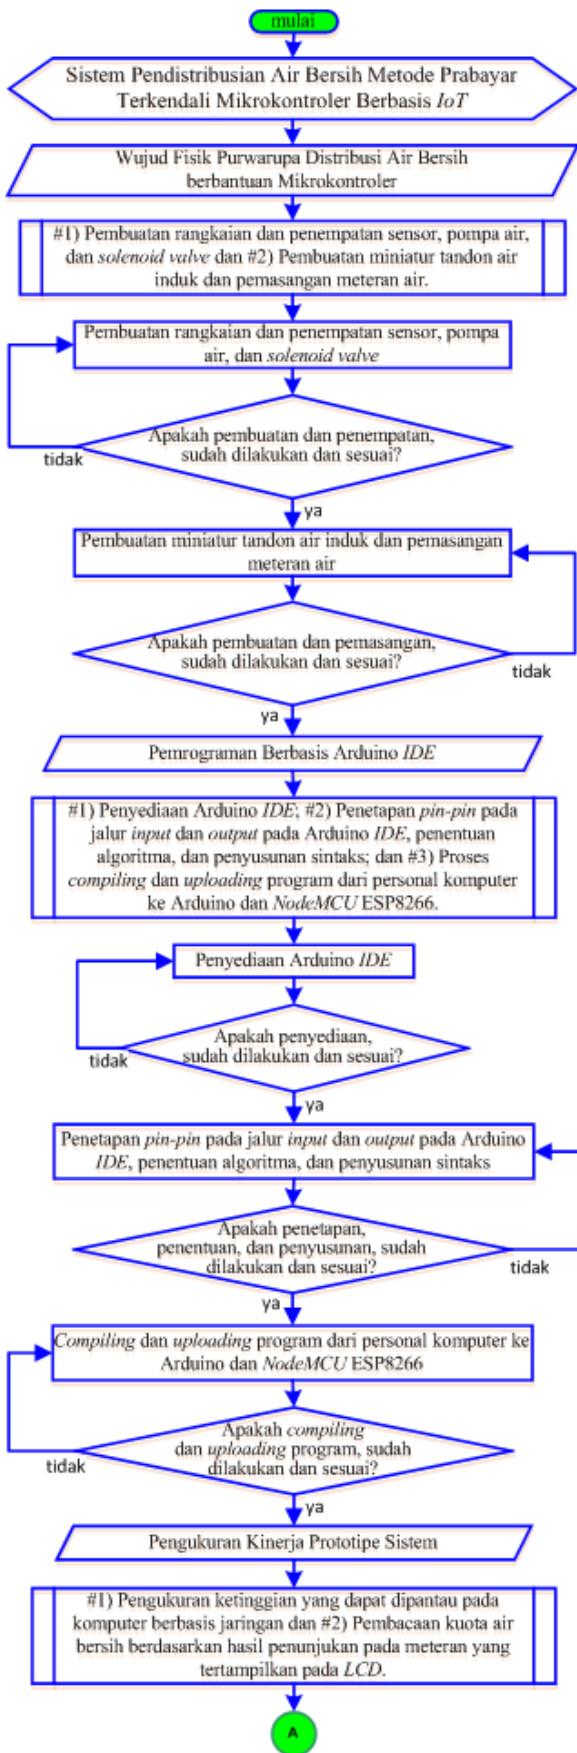 mulai
Sistem Pendistribusian Air Bersih Metode Prabayar
Terkendali Mikrokontroler Berbasis IoT
Wujud Fisik Purwarupa Distribusi Air Bersih
berbantuan Mikrokontroler
#1) Pembuatan rangkaian dan penempatan sensor, pompa air,
dan solenoid valve dan #2) Pembuatan miniatur tandon air
induk dan pemasangan meteran air.
Pembuatan rangkaian dan penempatan sensor, pompa
air, dan solenoid valve
Apakah pembuatan dan penempatan,
sudah dilakukan dan sesuai?
tidak
ya
Pembuatan miniatur tandon air induk dan pemasangan
meteran air
Apakah pembuatan dan pemasangan,
sudah dilakukan dan sesuai?
tidak
ya
Pemrograman Berbasis Arduino IDE
#1) Penyediaan Arduino IDE; #2) Penetapan pin-pin pada
jalur input dan output pada Arduino IDE, penentuan
algoritma, dan penyusunan sintaks; dan #3) Proses
compiling dan uploading program dari personal komputer
ke Arduino dan NodeMCU ESP8266.
Penyediaan Arduino IDE
Apakah penyediaan,
sudah dilakukan dan sesuai?
tidak
ya
Penetapan pin-pin pada jalur input dan output pada Arduino
IDE, penentuan algoritma, dan penyusunan sintaks
Apakah penetapan,
penentuan, dan penyusunan, sudah
dilakukan dan sesuai?
tidak
ya
Compiling dan uploading program dari personal komputer ke
Arduino dan NodeMCU ESP8266
Apakah compiling
dan uploading program, sudah
dilakukan dan sesuai?
tidak
ya
Pengukuran Kinerja Prototipe Sistem
#1) Pengukuran ketinggian yang dapat dipantau pada
komputer berbasis jaringan dan #2) Pembacaan kuota air
bersih berdasarkan hasil penunjukan pada meteran yang
tertampilkan pada LCD.
A